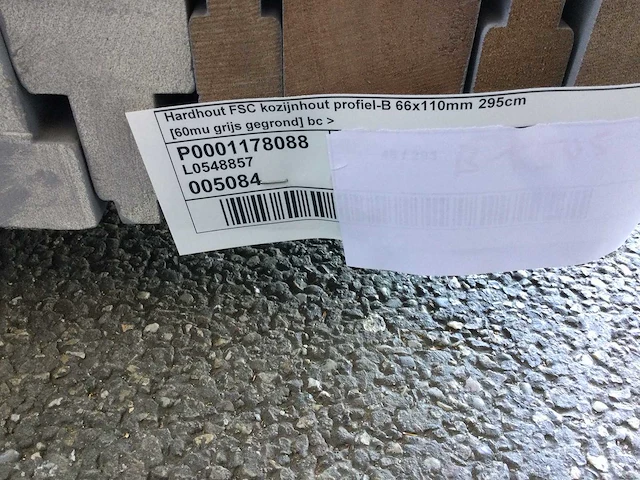 Hardhout FSC kozijnhout profiel-B 66x110mm 295cm
[60mu grijs gegrond] bc >
P0001178088
L0548857
005084